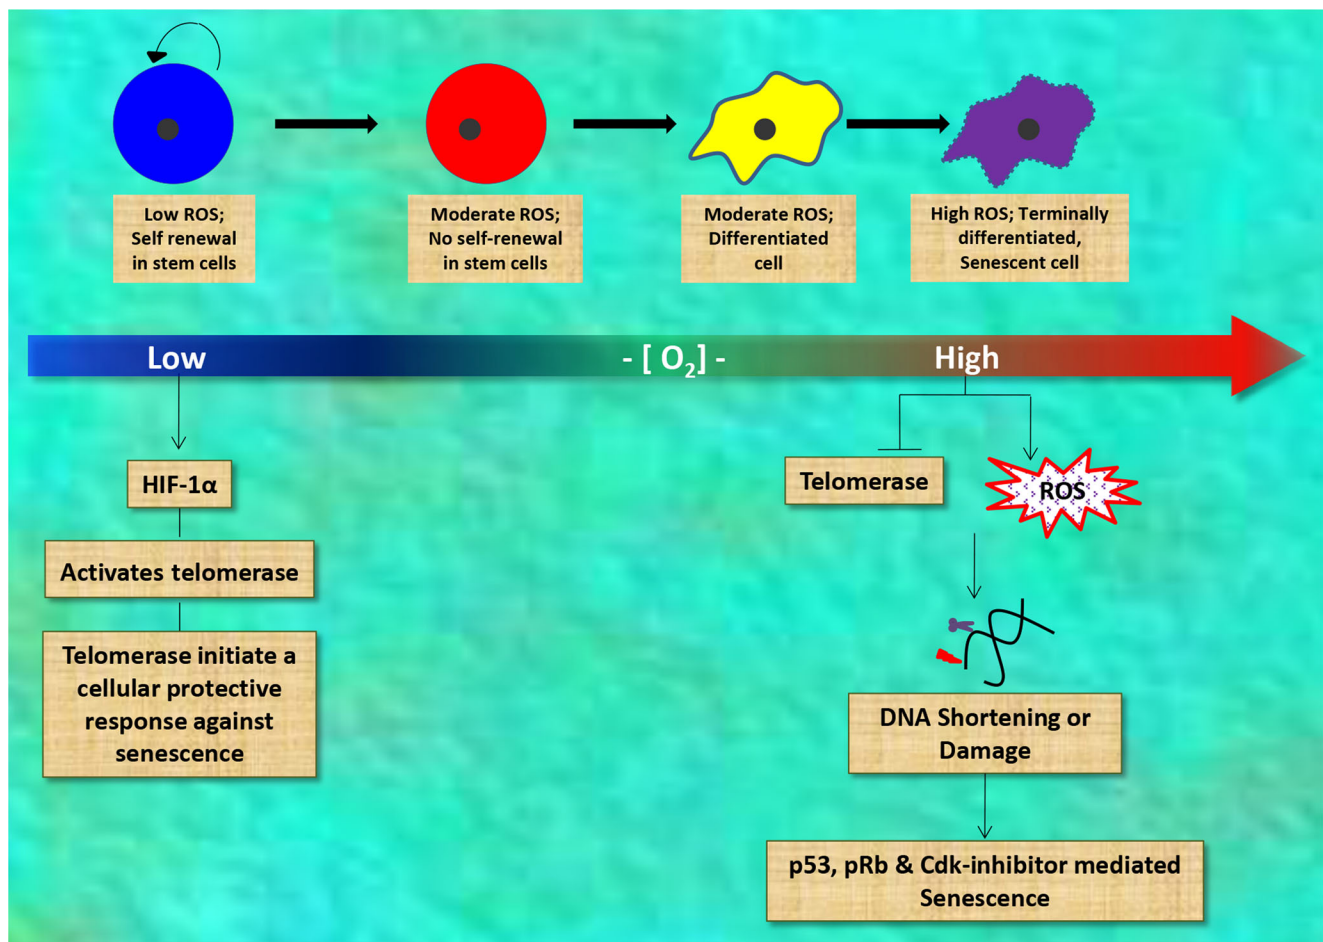 Low ROS;
Self renewal
in stem cells
Moderate ROS;
No self-renewal
in stem cells
Moderate ROS;
Differentiated
cell
High ROS; Terminally
differentiated,
Senescent cell
Low
- [ O₂] -
High
HIF-1α
Activates telomerase
Telomerase initiate a
cellular protective
response against
senescence
Telomerase
ROS
DNA Shortening or
Damage
p53, pRb & Cdk-inhibitor mediated
Senescence